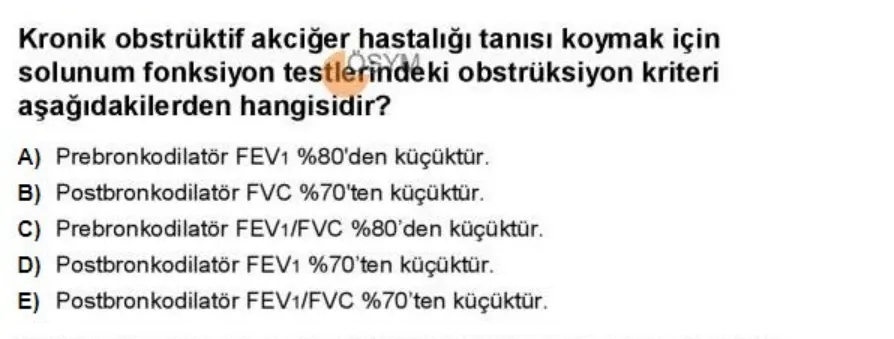 Kronik obstrüktif akciğer hastalığı tanısı koymak için
solunum fonksiyon testlerindeki obstrüksiyon kriteri
aşağıdakilerden hangisidir?
ÖSYM
A) Prebronkodilatör FEV1 %80'den küçüktür.
B) Postbronkodilatör FVC %70'ten küçüktür.
C) Prebronkodilatör FEV1/FVC %80'den küçüktür.
D) Postbronkodilatör FEV1 %70'ten küçüktür.
E) Postbronkodilatör FEV1/FVC %70'ten küçüktür.